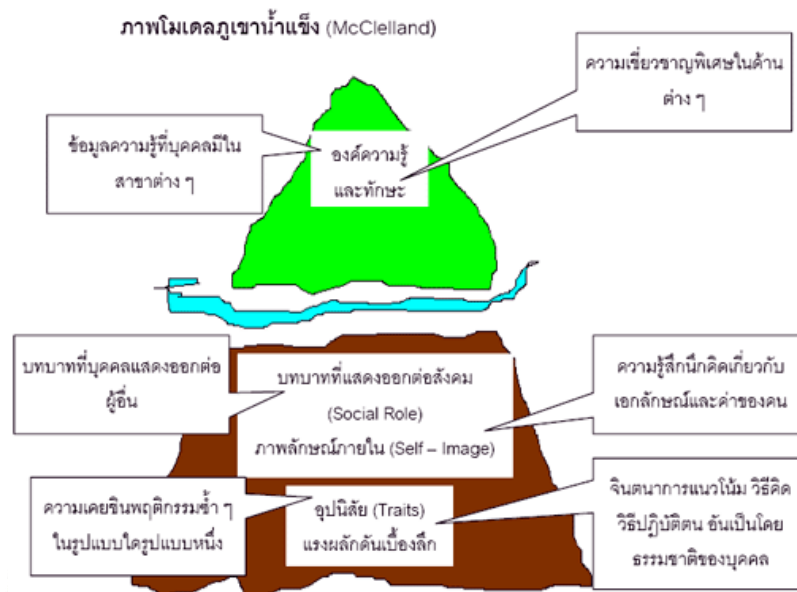 ภาพโมเดลภูเขาน้ำแข็ง (McClelland)
ความเชี่ยวชาญพิเศษในด้าน
ต่าง ๆ
ข้อมูลความรู้ที่บุคคลมีใน
สาขาต่าง ๆ
องค์ความรู้
และทักษะ
บทบาทที่บุคคลแสดงออกต่อ
ผู้อื่น
บทบาทที่แสดงออกต่อสังคม
(Social Role)
ภาพลักษณ์ภายใน (Self – Image)
ความรู้สึกนึกคิดเกี่ยวกับ
เอกลักษณ์และค่าของคน
ความเคยชินพฤติกรรมซ้ำ ๆ
ในรูปแบบใดรูปแบบหนึ่ง
อุปนิสัย (Traits)
แรงผลักดันเบื้องลึก
จินตนาการแนวโน้ม วิธีคิด
วิธีปฏิบัติตน อันเป็นโดย
ธรรมชาติของบุคคล